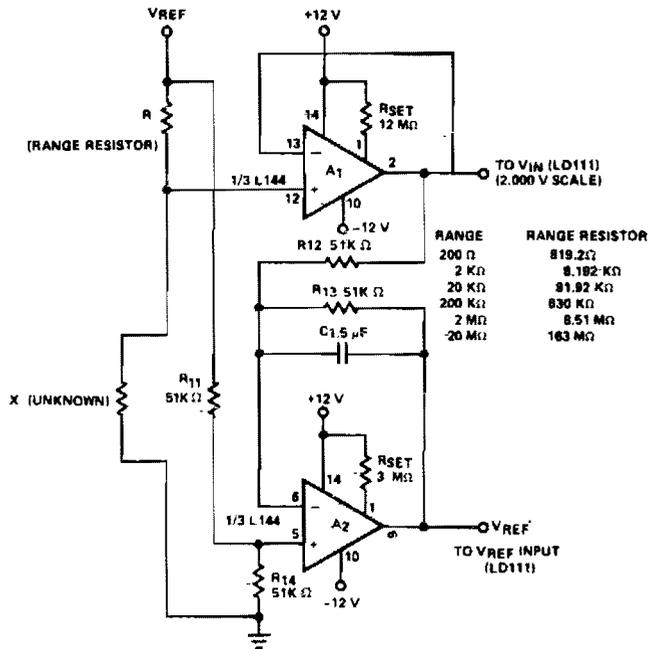 VREF
+12 V
R
(RANGE RESISTOR)
14
RSET
12 MΩ
13
1
−
2
A1
+
1/3 L144
12
10
-12 V
TO VIN (LD111)
(2.000 V SCALE)
R12 51K Ω
R13 51K Ω
C1.5 µF
RANGE RANGE RESISTOR
200 Ω 819.2Ω
2 KΩ 8.192 KΩ
20 KΩ 81.92 KΩ
200 KΩ 630 KΩ
2 MΩ 8.51 MΩ
20 MΩ 163 MΩ
X (UNKNOWN)
R11
51K Ω
+12 V
14
RSET
3 MΩ
6
1
−
1/3 L144
A2
5
+
9
10
VREF
TO VREF INPUT
(LD111)
R14
51K Ω
-12 V